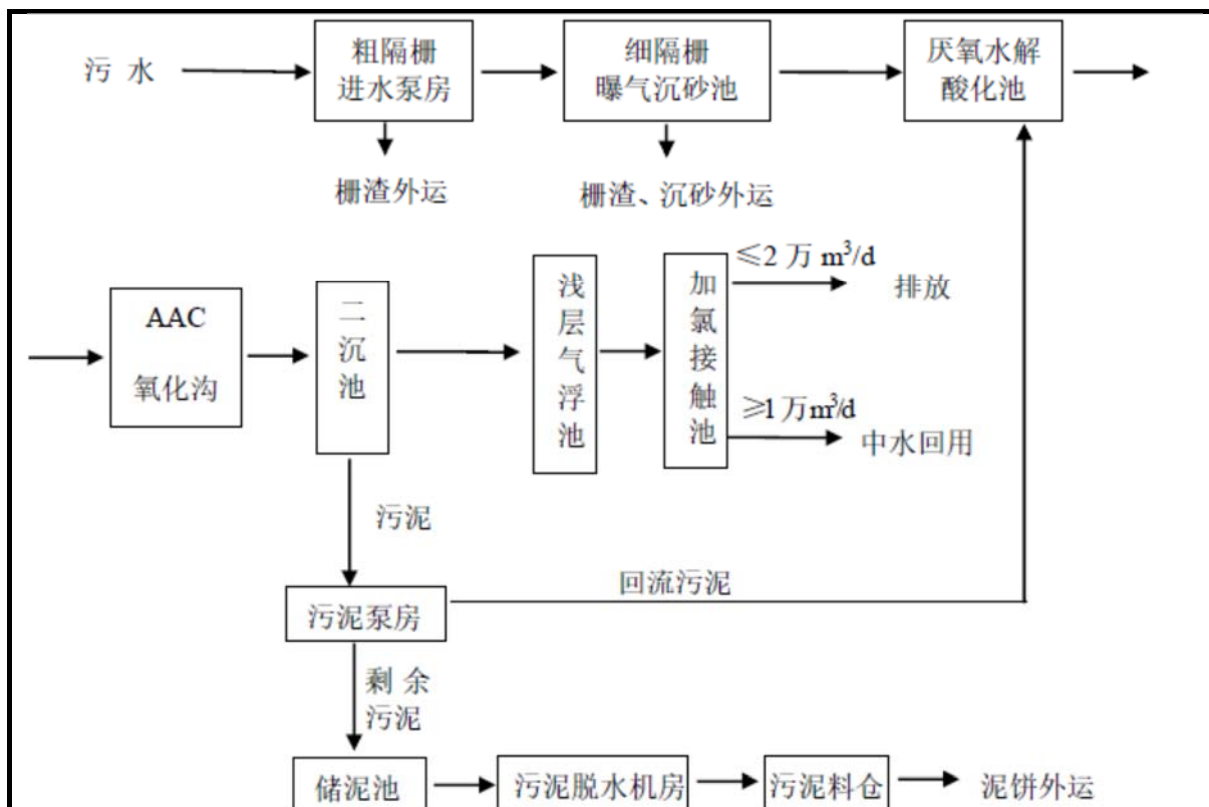 污 水
粗隔栅
进水泵房
细隔栅
曝气沉砂池
厌氧水解
酸化池
栅渣外运
栅渣、沉砂外运
AAC
氧化沟
二沉池
浅层气浮池
加氯接触池
≤2万 m³/d
排放
≥1万m³/d
中水回用
污泥
回流污泥
污泥泵房
剩 余
污泥
储泥池
污泥脱水机房
污泥料仓
泥饼外运